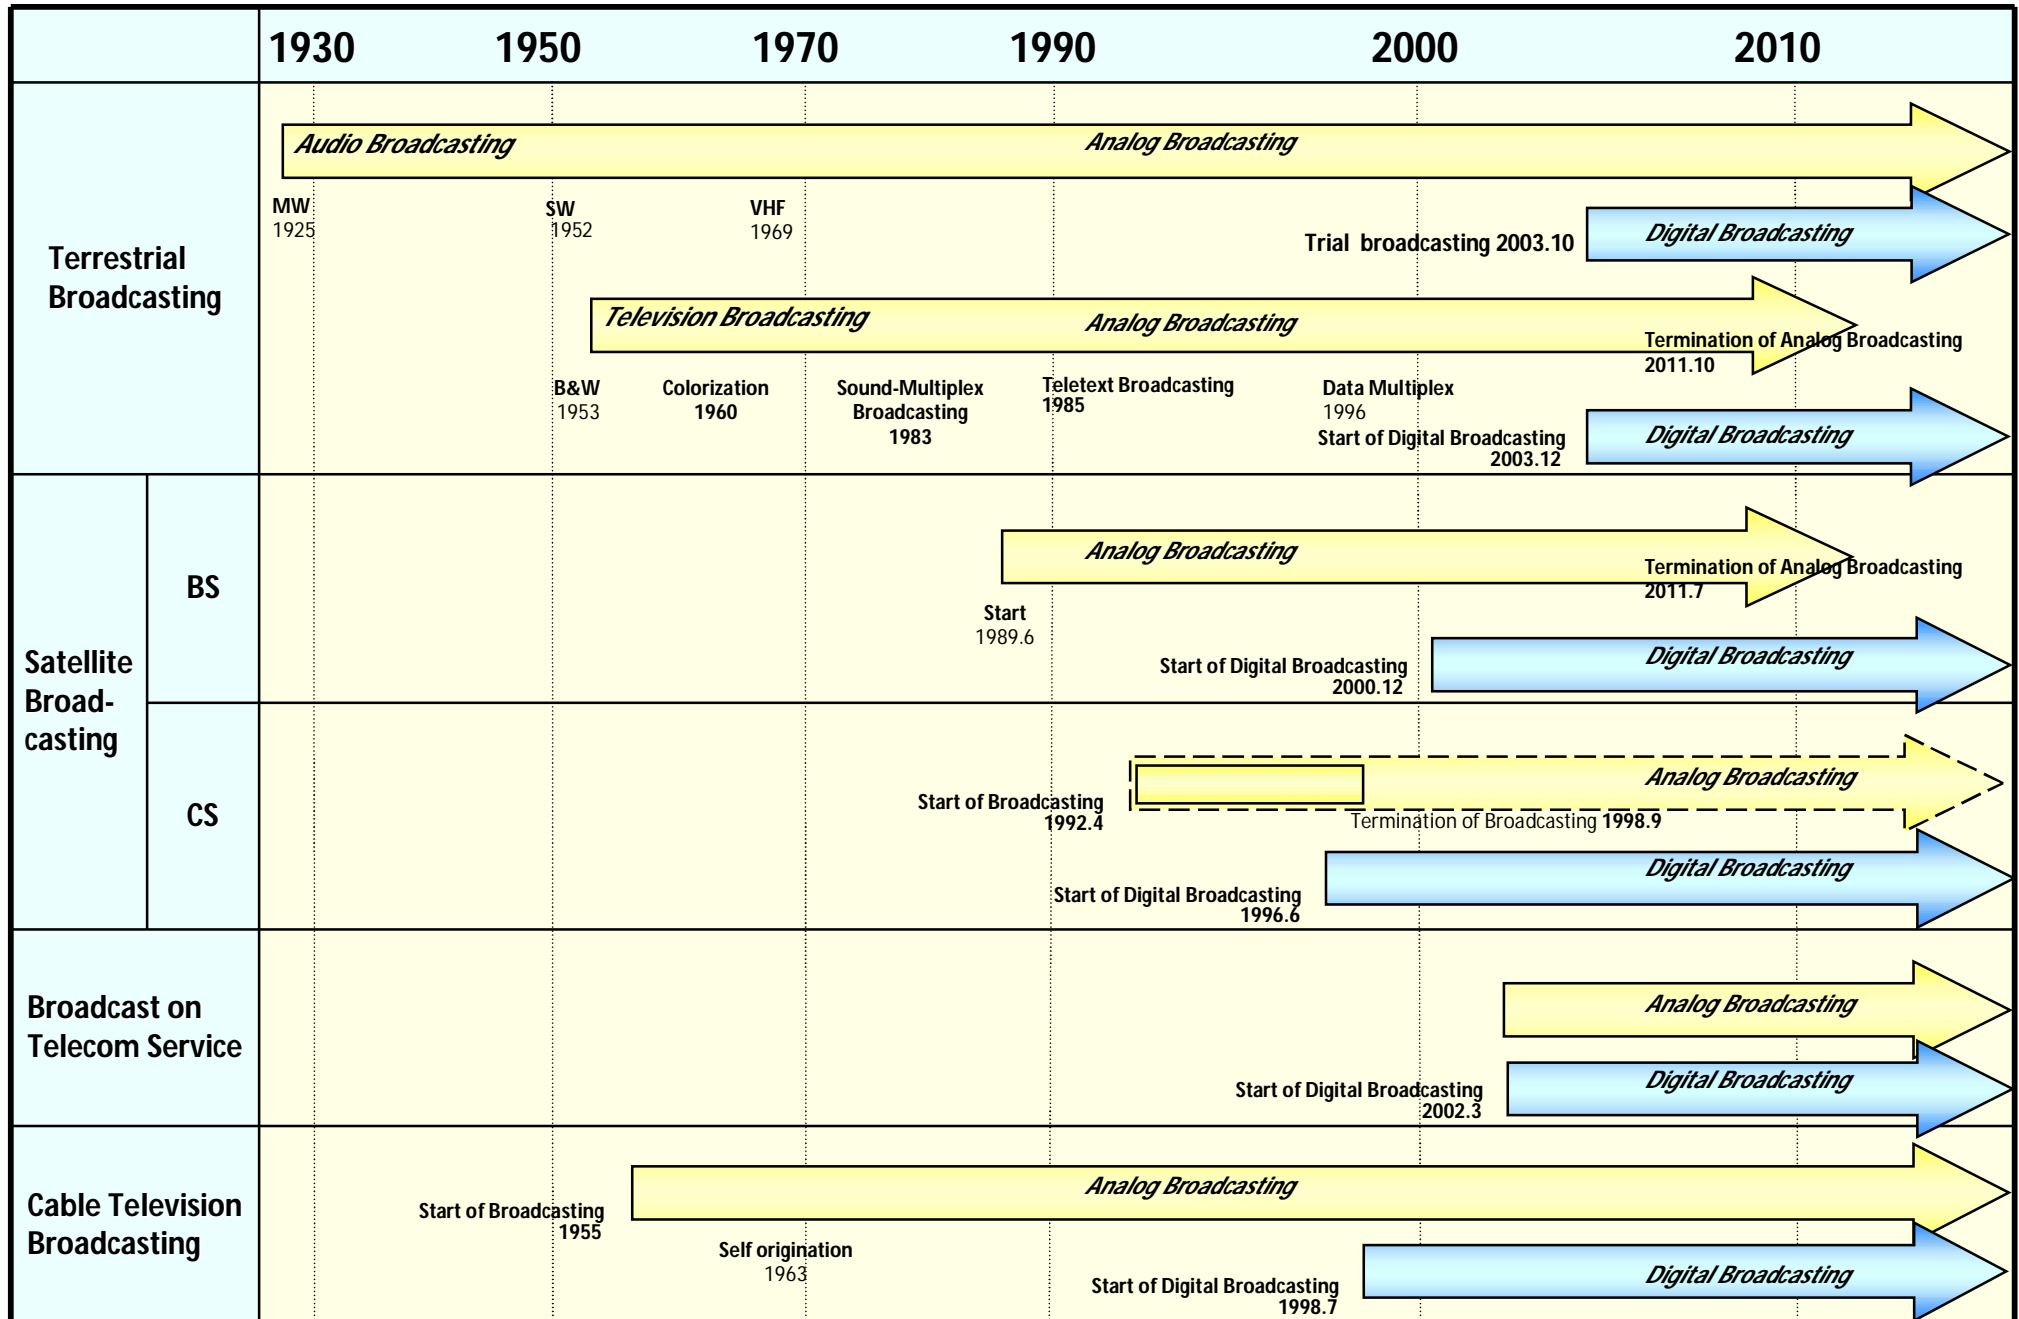 1930 1950 1970 1990 2000 2010
Terrestrial
Broadcasting
Audio Broadcasting Analog Broadcasting
MW
1925
SW
1952
VHF
1969
Trial broadcasting 2003.10
Digital Broadcasting
Television Broadcasting Analog Broadcasting
Termination of Analog Broadcasting
2011.10
B&W
1953
Colorization
1960
Sound-Multiplex
Broadcasting
1983
Teletext Broadcasting
1985
Data Multiplex
1996
Start of Digital Broadcasting
2003.12
Digital Broadcasting
Satellite
Broad-
casting
BS
Analog Broadcasting
Termination of Analog Broadcasting
2011.7
Start
1989.6
Start of Digital Broadcasting
2000.12
Digital Broadcasting
CS
Analog Broadcasting
Start of Broadcasting
1992.4
Termination of Broadcasting 1998.9
Digital Broadcasting
Start of Digital Broadcasting
1996.6
Broadcast on
Telecom Service
Analog Broadcasting
Start of Digital Broadcasting
2002.3
Digital Broadcasting
Cable Television
Broadcasting
Analog Broadcasting
Start of Broadcasting
1955
Self origination
1963
Start of Digital Broadcasting
1998.7
Digital Broadcasting